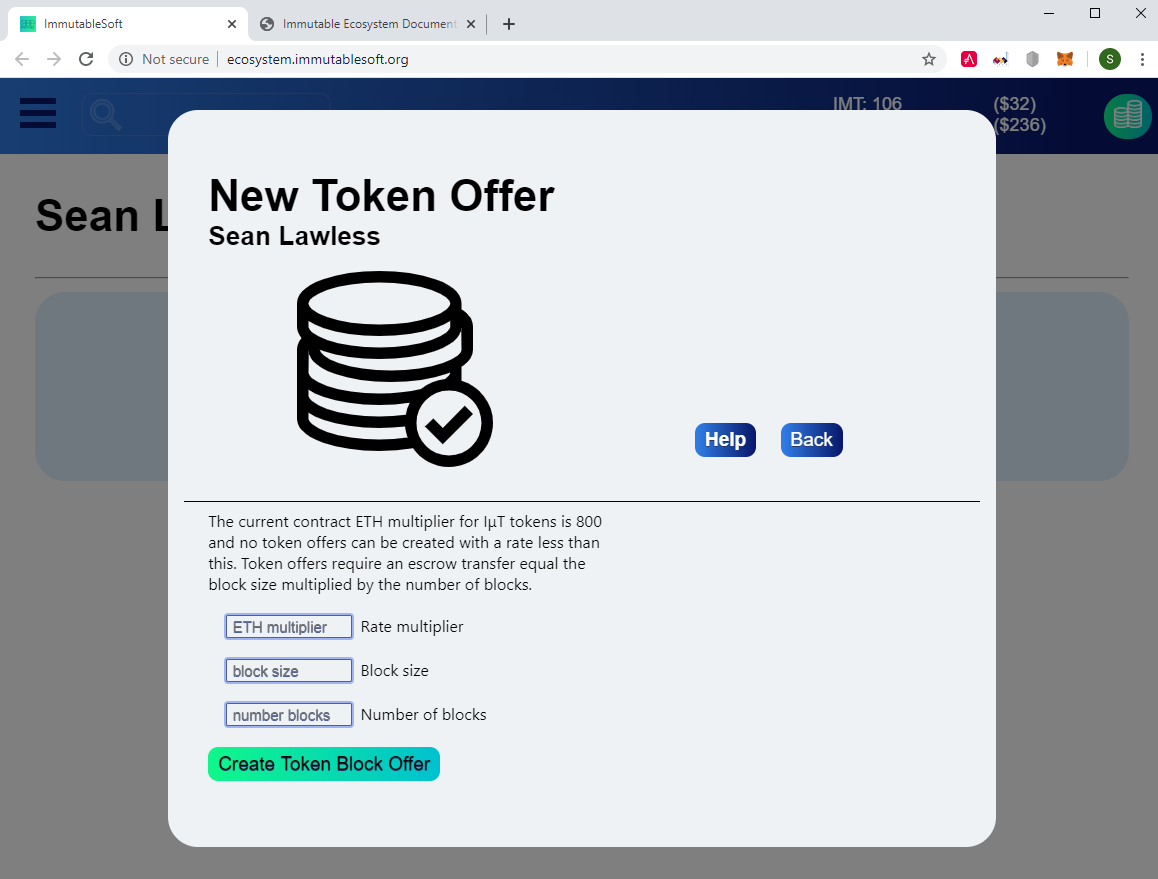 ImmutableSoft
Immutable Ecosystem Document
Not secure
ecosystem.immutablesoft.org
S
IMT: 106
($32)
($236)
Sean L
New Token Offer
Sean Lawless
Help
Back
The current contract ETH multiplier for IμT tokens is 800
and no token offers can be created with a rate less than
this. Token offers require an escrow transfer equal the
block size multiplied by the number of blocks.
ETH multiplier Rate multiplier
block size Block size
number blocks Number of blocks
Create Token Block Offer